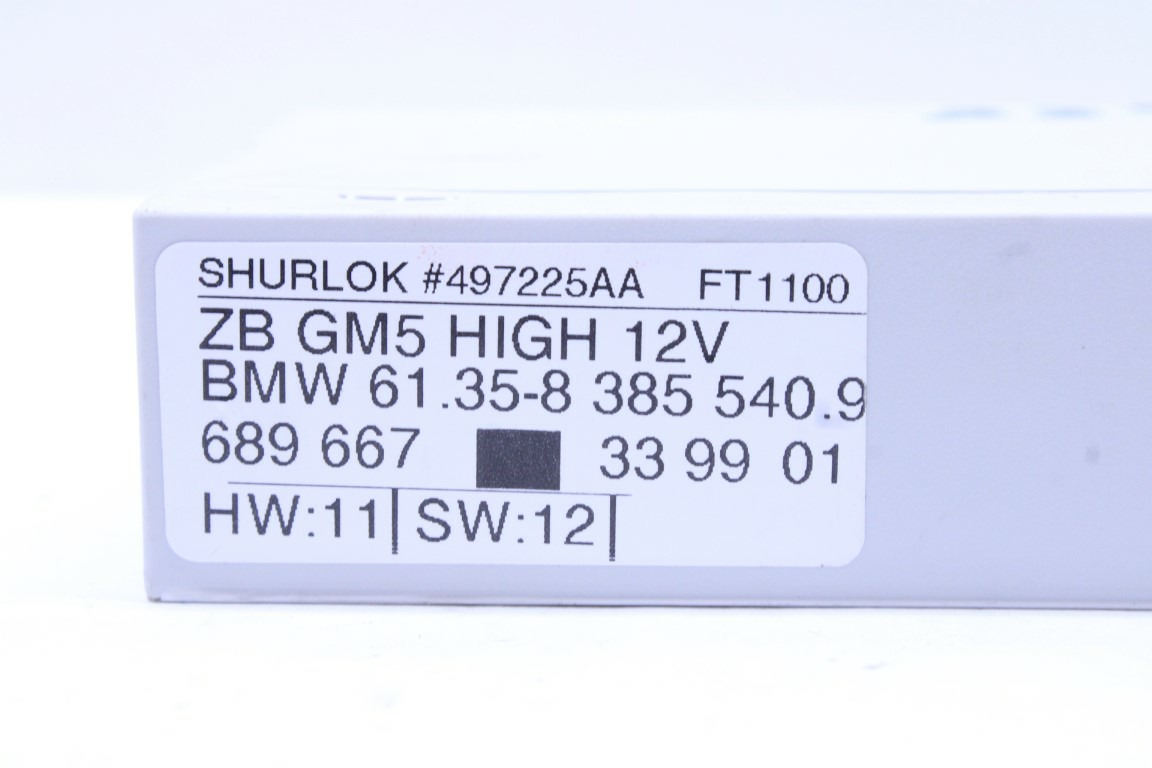 SHURLOK #497225AA FT1100
ZB GM5 HIGH 12V
BMW 61.35-8 385 540.9
689 667 33 99 01
HW:11 SW:12